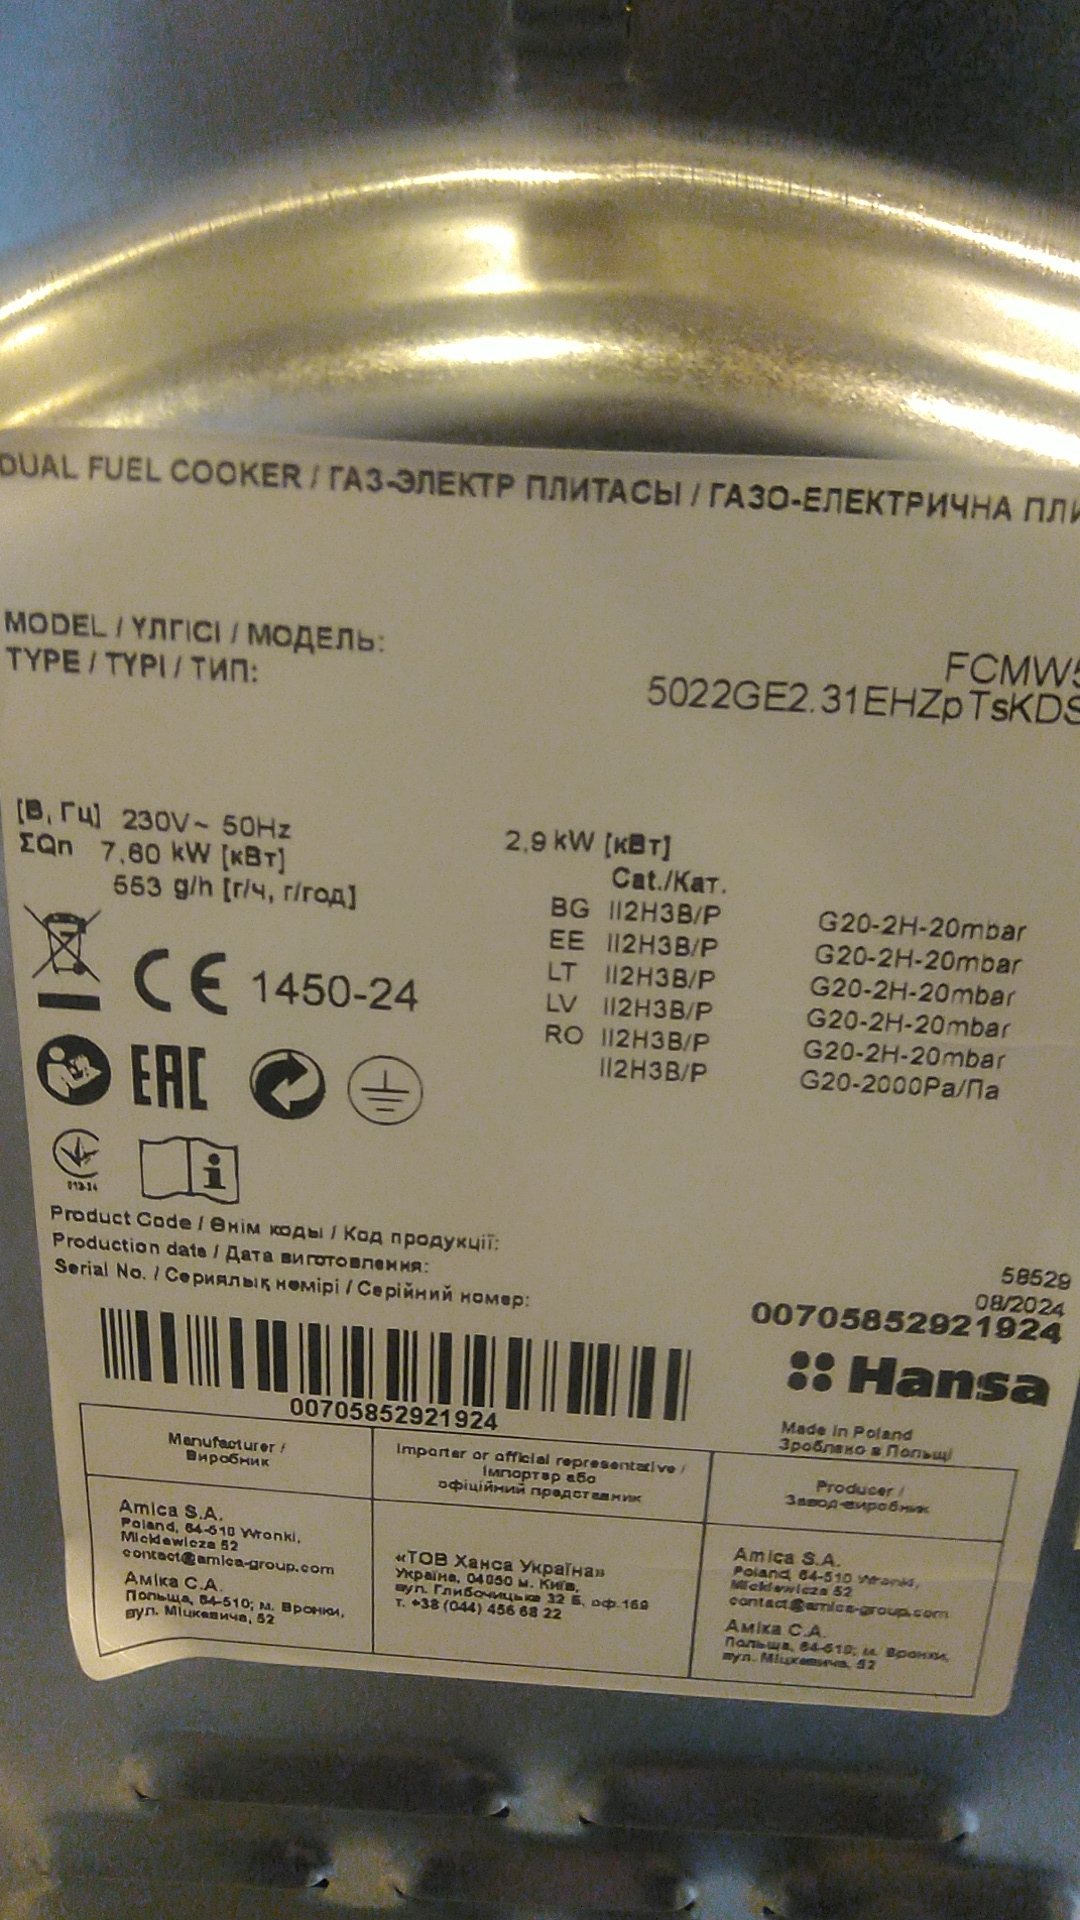 DUAL FUEL COOKER / ГАЗ-ЭЛЕКТР ПЛИТАСЫ / ГАЗО-ЕЛЕКТРИЧНА ПЛИ
MODEL / ҮЛГІСІ / МОДЕЛЬ:
FCMW5
TYPE / ТҮРІ / ТИП:
5022GE2.31EHZpTsKDS
[В, Гц] 230V~ 50Hz
2,9 kW [кВт]
ΣQn 7,60 kW [кВт]
553 g/h [г/ч, г/год]
Cat./Кат.
BG II2H3B/P G20-2H-20mbar
EE II2H3B/P G20-2H-20mbar
LT II2H3B/P G20-2H-20mbar
LV II2H3B/P G20-2H-20mbar
RO II2H3B/P G20-2H-20mbar
II2H3B/P G20-2000Pa/Па
CE 1450-24
EAC
Product Code / Өнім коды / Код продукції:
58529
Production date / Дата виготовлення:
08/2024
Serial No. / Сериялық нөмірі / Серійний номер:
00705852921924
00705852921924
Hansa
Made in Poland
Зроблено в Польщі
Manufacturer /
Виробник
Importer or official representative /
Імпортер або
офіційний представник
Producer /
Завод-виробник
Amica S.A.
Poland, 64-510 Wronki,
Mickiewicza 52
contact@amica-group.com
Аміка С.А.
Польща, 64-510; м. Вронки,
вул. Міцкевича, 52
«ТОВ Ханса Україна»
Україна, 04050 м. Київ,
вул. Глибочицька 32 Б, оф.169
т. +38 (044) 456 68 22
Amica S.A.
Poland, 64-510 Wronki,
Mickiewicza 52
contact@amica-group.com
Аміка С.А.
Польща, 64-510; м. Вронки,
вул. Міцкевича, 52